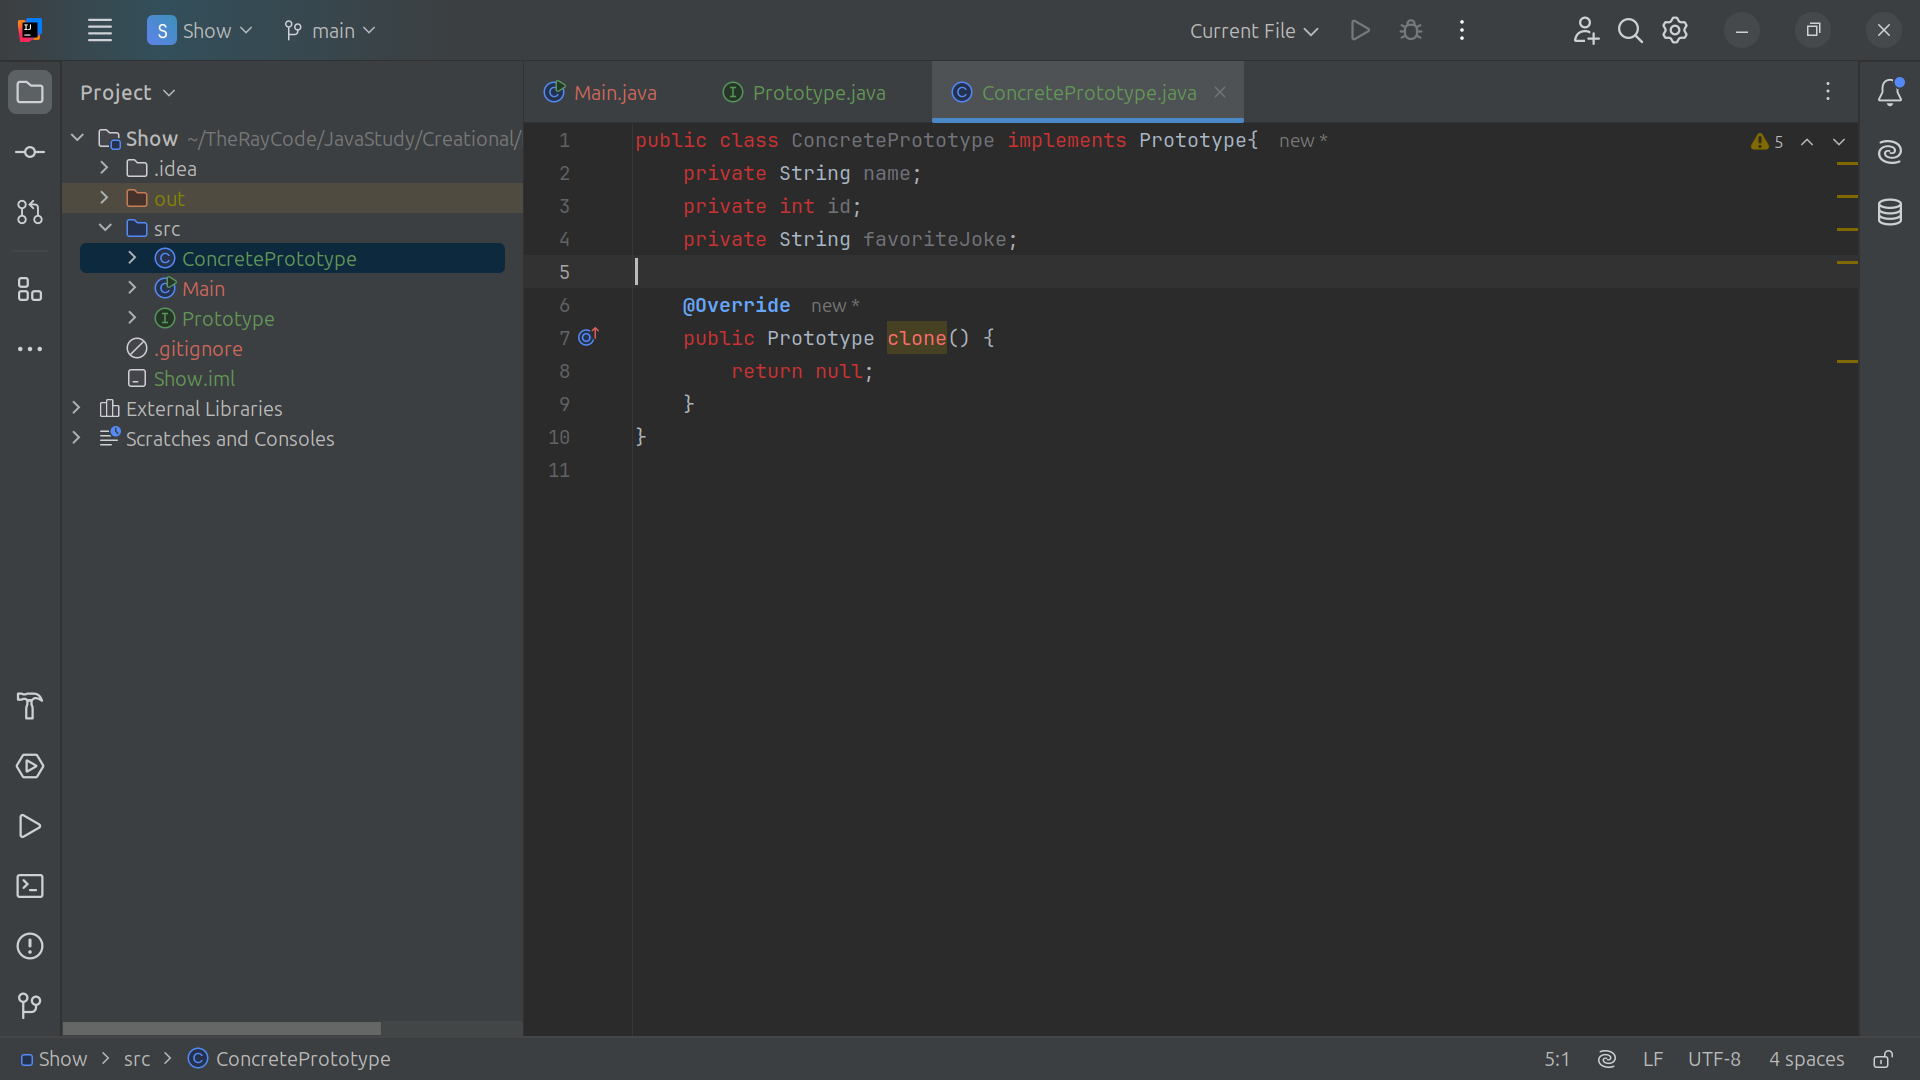 S Show main Current File
Project
Main.java Prototype.java ConcretePrototype.java
Show ~/TheRayCode/JavaStudy/Creational/
.idea
out
src
ConcretePrototype
Main
Prototype
.gitignore
Show.iml
External Libraries
Scratches and Consoles
1 public class ConcretePrototype implements Prototype{ new *
2 private String name;
3 private int id;
4 private String favoriteJoke;
5
6 @Override new *
7 public Prototype clone() {
8 return null;
9 }
10 }
11
5
Show > src > ConcretePrototype
5:1 LF UTF-8 4 spaces